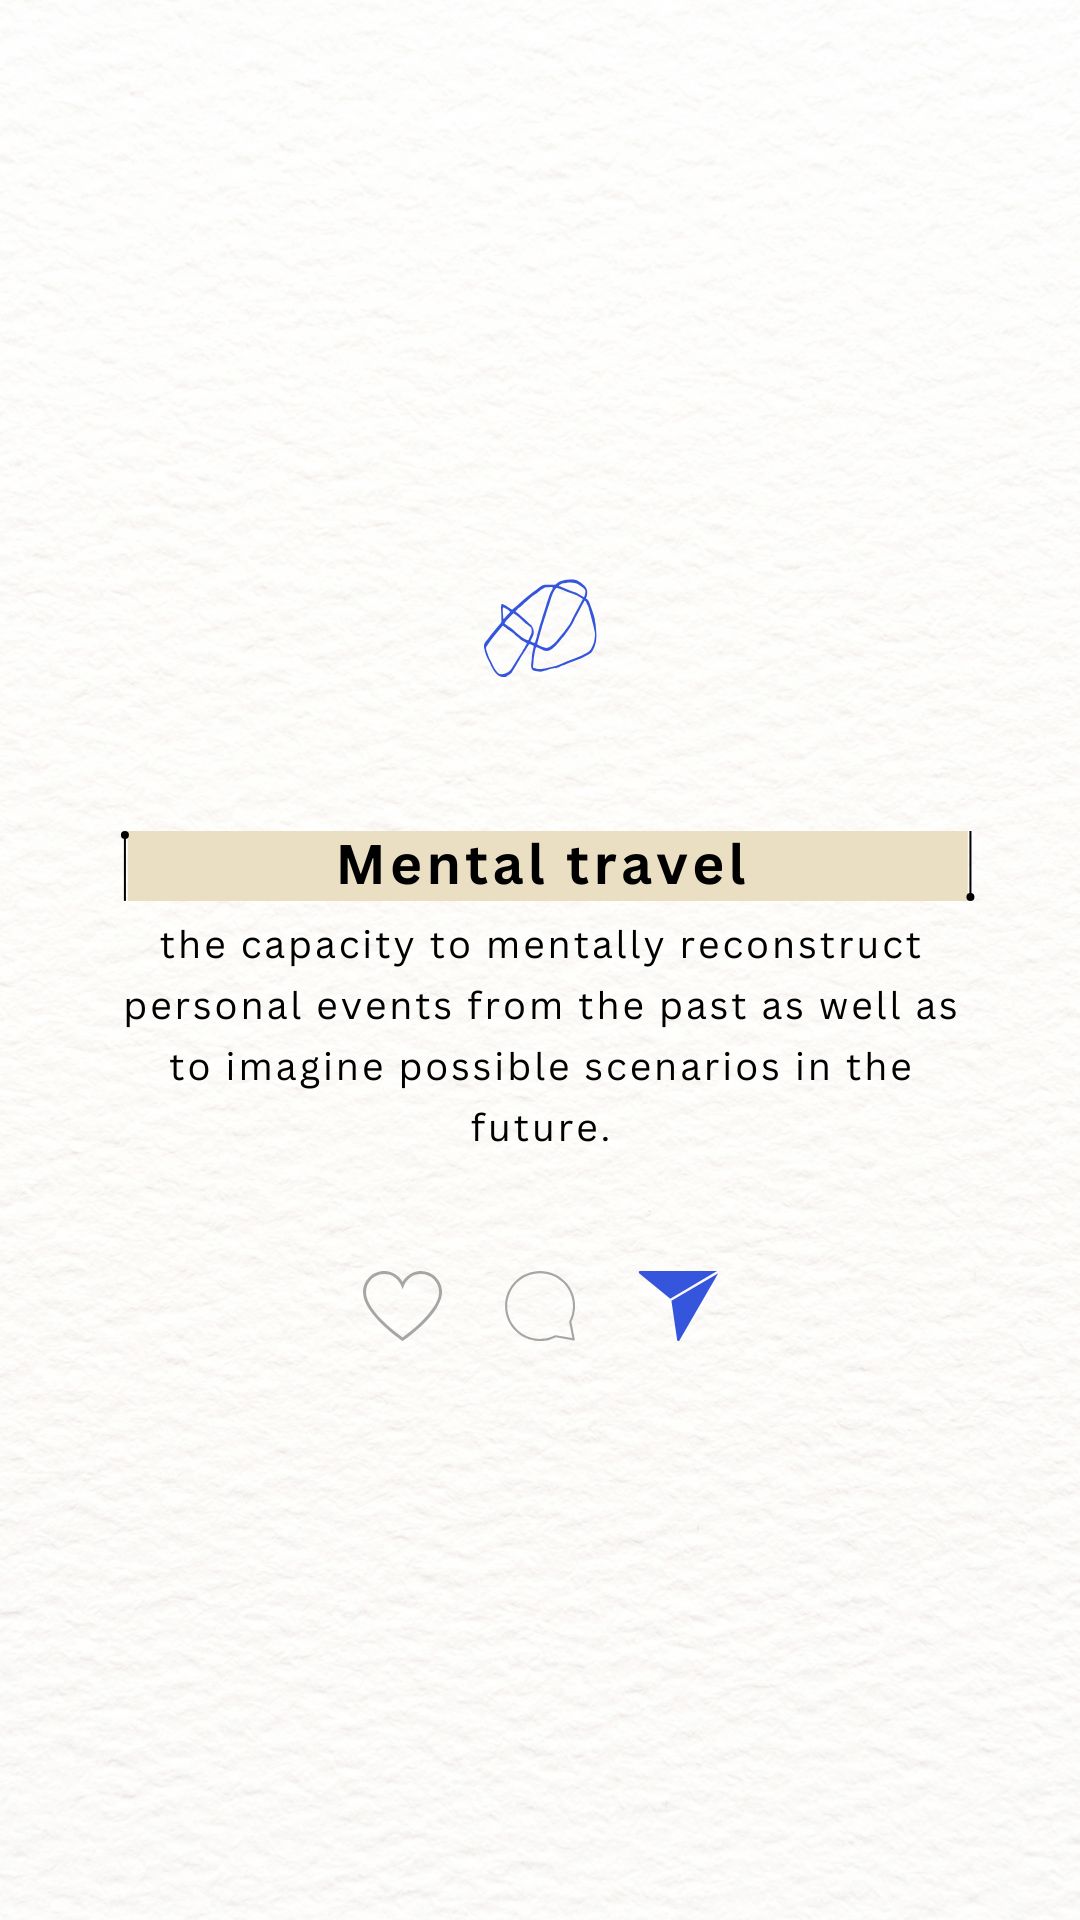 Mental travel
the capacity to mentally reconstruct
personal events from the past as well as
to imagine possible scenarios in the
future.